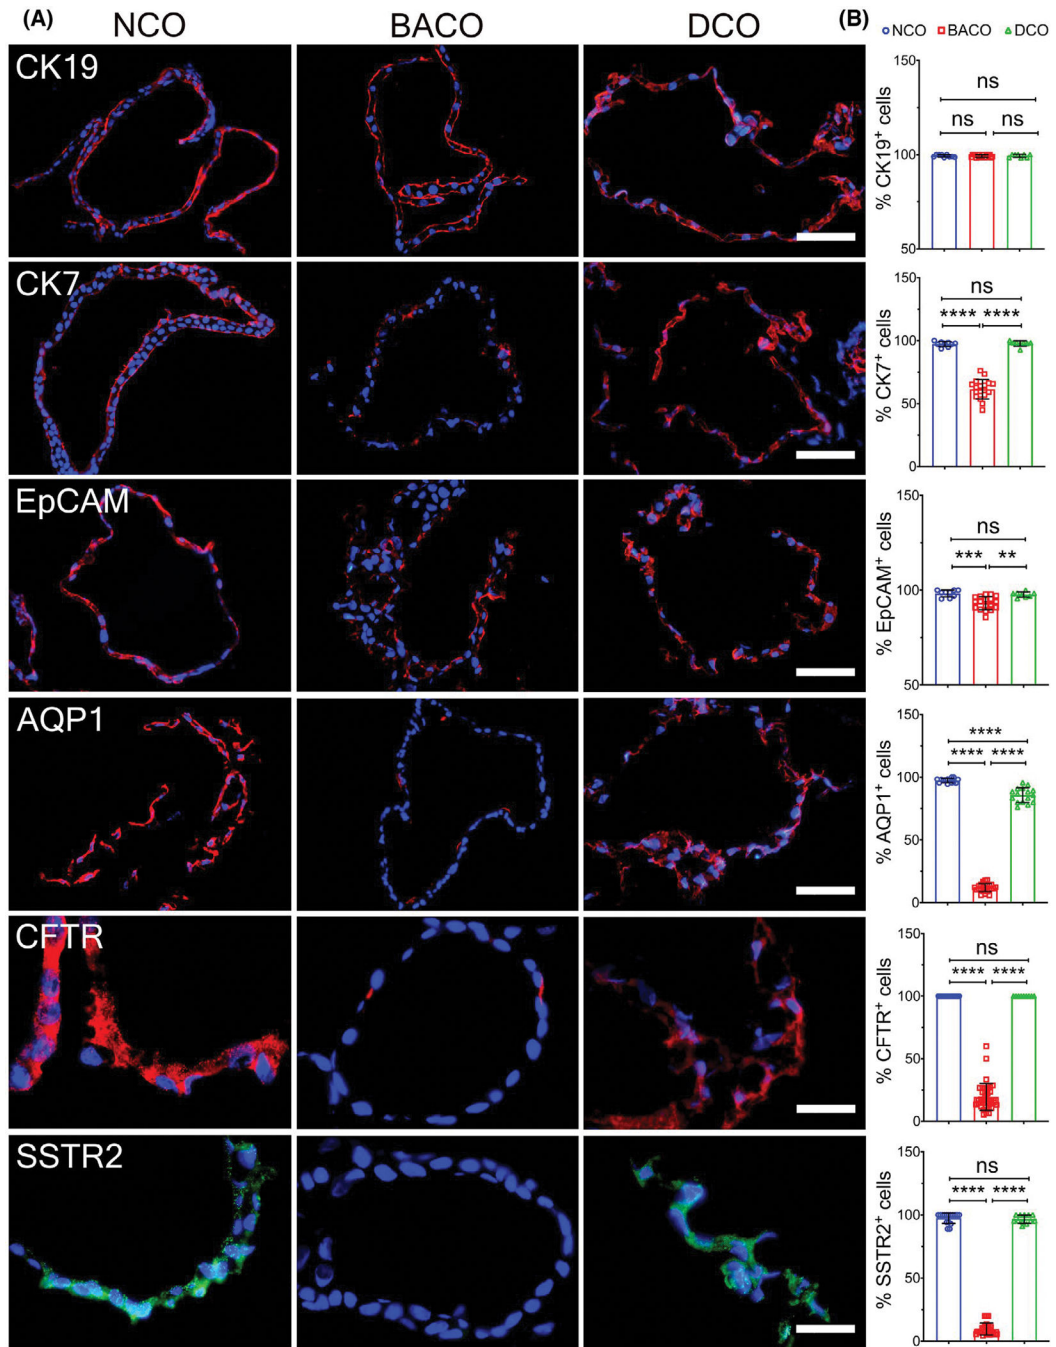 (A) NCO BACO DCO (B)
○ NCO □ BACO △ DCO
CK19
150
ns
ns ns
100
50
% CK19+ cells
CK7
150
ns
**** ****
100
50
0
% CK7+ cells
EpCAM
150
ns
*** **
100
50
% EpCAM+ cells
AQP1
150
****
**** ****
100
50
0
% AQP1+ cells
CFTR
150
ns
**** ****
100
50
0
% CFTR+ cells
SSTR2
150
ns
**** ****
100
50
0
% SSTR2+ cells